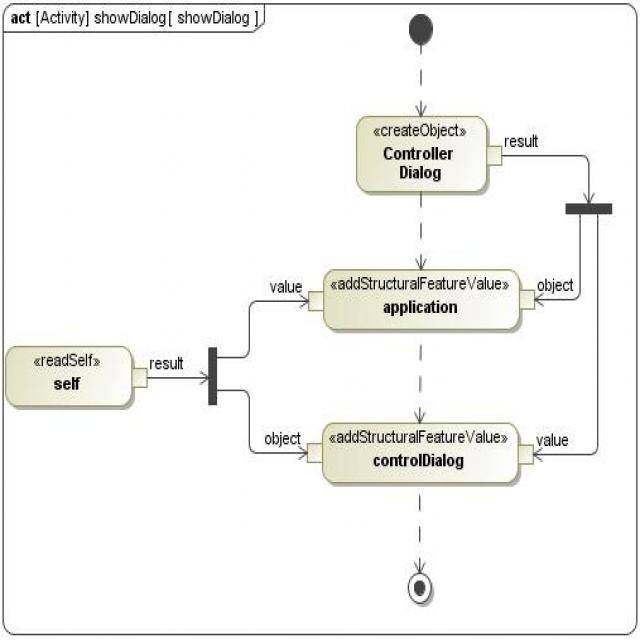 act [Activity] showDialog[ showDialog ]
«createObject»
Controller
Dialog
result
«addStructuralFeatureValue»
application
value
object
«readSelf»
self
result
«addStructuralFeatureValue»
controlDialog
object
value